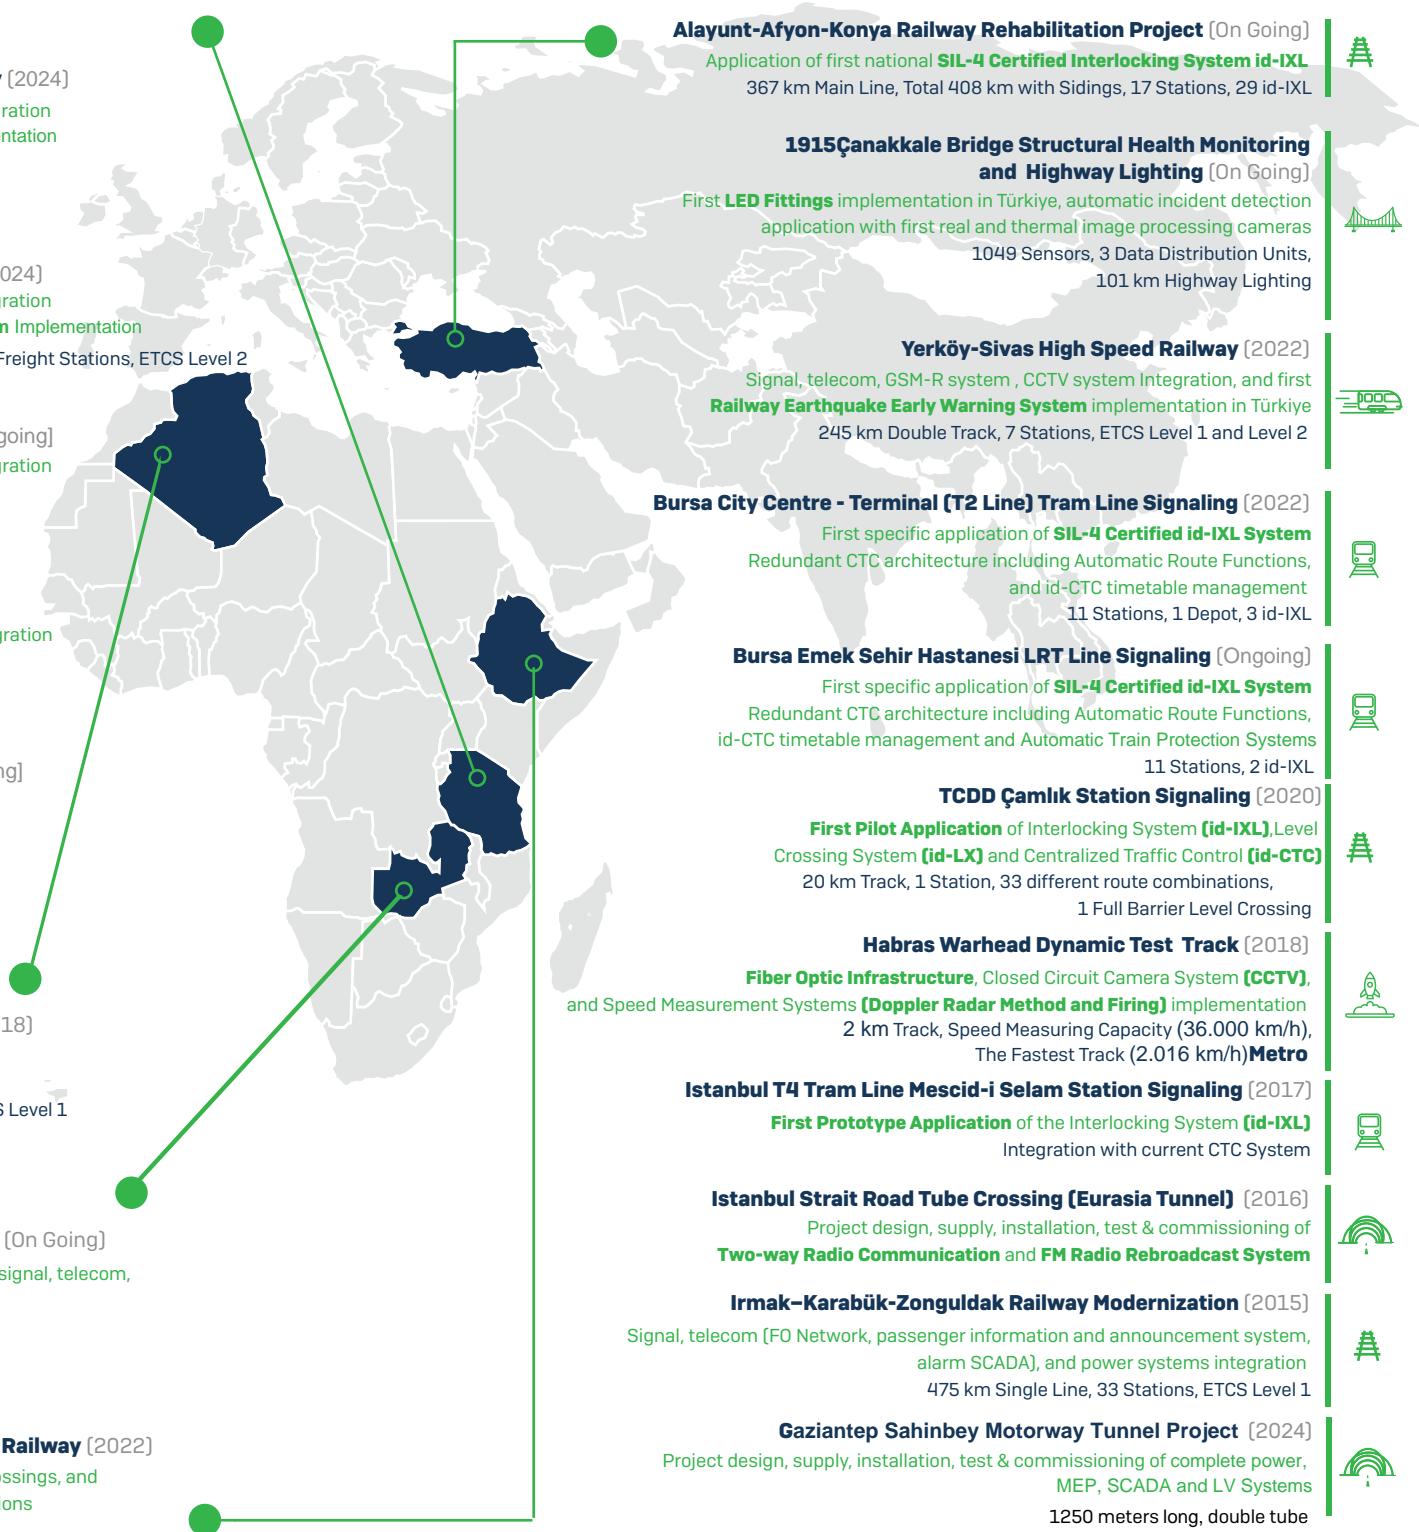 (2024)
ration
ntation
024)
gration
m Implementation
Freight Stations, ETCS Level 2
going]
gration
gration
ng]
18)
S Level 1
(On Going)
signal, telecom,
Railway (2022)
ossings, and
ions
Alayunt-Afyon-Konya Railway Rehabilitation Project (On Going)
Application of first national SIL-4 Certified Interlocking System id-IXL
367 km Main Line, Total 408 km with Sidings, 17 Stations, 29 id-IXL
1915Çanakkale Bridge Structural Health Monitoring
and Highway Lighting (On Going)
First LED Fittings implementation in Türkiye, automatic incident detection
application with first real and thermal image processing cameras
1049 Sensors, 3 Data Distribution Units,
101 km Highway Lighting
Yerköy-Sivas High Speed Railway (2022)
Signal, telecom, GSM-R system , CCTV system Integration, and first
Railway Earthquake Early Warning System implementation in Türkiye
245 km Double Track, 7 Stations, ETCS Level 1 and Level 2
Bursa City Centre - Terminal (T2 Line) Tram Line Signaling (2022)
First specific application of SIL-4 Certified id-IXL System
Redundant CTC architecture including Automatic Route Functions,
and id-CTC timetable management
11 Stations, 1 Depot, 3 id-IXL
Bursa Emek Sehir Hastanesi LRT Line Signaling (Ongoing)
First specific application of SIL-4 Certified id-IXL System
Redundant CTC architecture including Automatic Route Functions,
id-CTC timetable management and Automatic Train Protection Systems
11 Stations, 2 id-IXL
TCDD Çamlık Station Signaling (2020)
First Pilot Application of Interlocking System (id-IXL),Level
Crossing System (id-LX) and Centralized Traffic Control (id-CTC)
20 km Track, 1 Station, 33 different route combinations,
1 Full Barrier Level Crossing
Habras Warhead Dynamic Test Track (2018)
Fiber Optic Infrastructure, Closed Circuit Camera System (CCTV),
and Speed Measurement Systems (Doppler Radar Method and Firing) implementation
2 km Track, Speed Measuring Capacity (36.000 km/h),
The Fastest Track (2.016 km/h)Metro
Istanbul T4 Tram Line Mescid-i Selam Station Signaling (2017)
First Prototype Application of the Interlocking System (id-IXL)
Integration with current CTC System
Istanbul Strait Road Tube Crossing (Eurasia Tunnel) (2016)
Project design, supply, installation, test & commissioning of
Two-way Radio Communication and FM Radio Rebroadcast System
Irmak–Karabük-Zonguldak Railway Modernization (2015)
Signal, telecom (FO Network, passenger information and announcement system,
alarm SCADA), and power systems integration
475 km Single Line, 33 Stations, ETCS Level 1
Gaziantep Sahinbey Motorway Tunnel Project (2024)
Project design, supply, installation, test & commissioning of complete power,
MEP, SCADA and LV Systems
1250 meters long, double tube